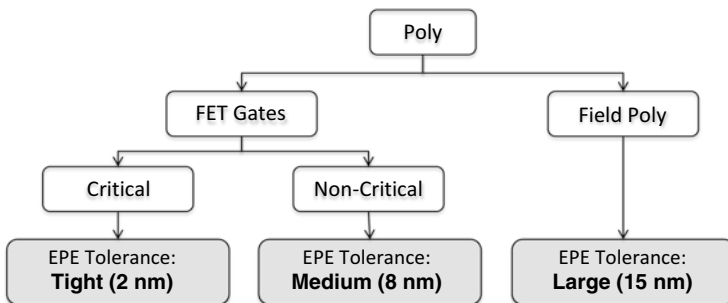 Poly
FET Gates
Field Poly
Critical
Non-Critical
EPE Tolerance:
Tight (2 nm)
EPE Tolerance:
Medium (8 nm)
EPE Tolerance:
Large (15 nm)